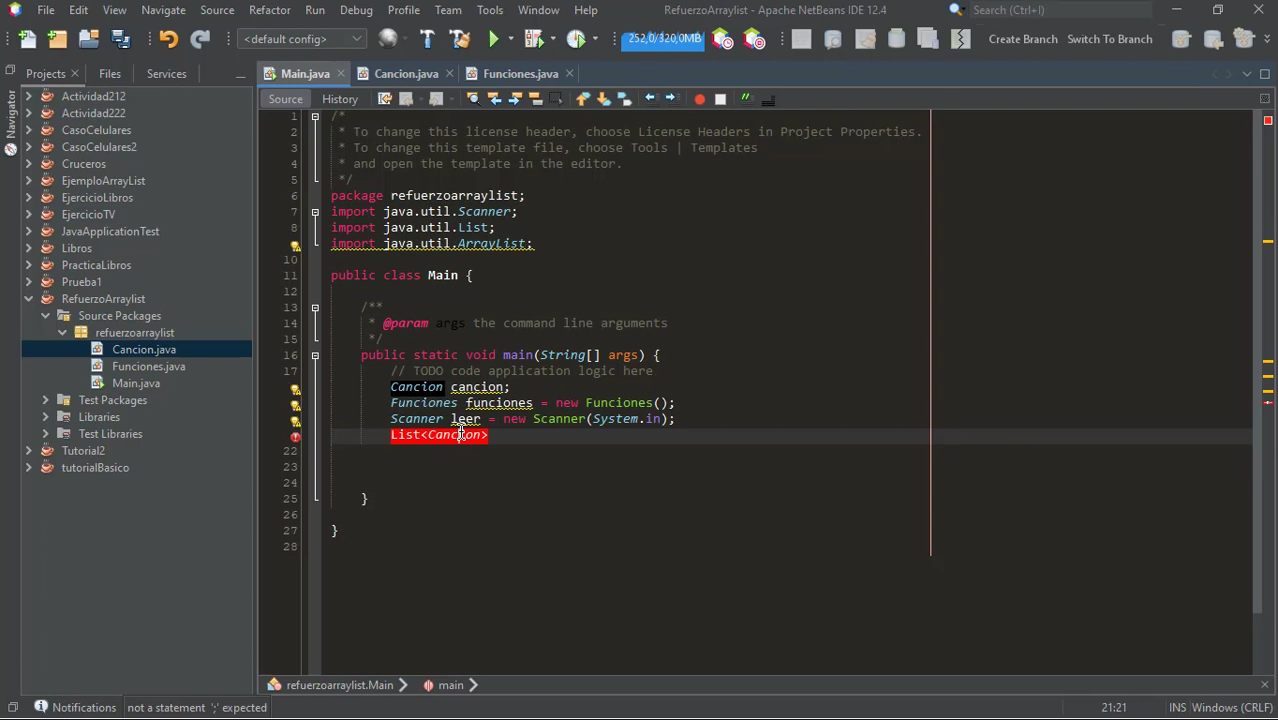 File Edit View Navigate Source Refactor Run Debug Profile Team Tools Window Help
RefuerzoArraylist - Apache NetBeans IDE 12.4
Search (Ctrl+I)
<default config>
252,0/320,0MB
Create Branch Switch To Branch
Projects Files Services
Main.java Cancion.java Funciones.java
Source History
Navigator
Actividad212
Actividad222
CasoCelulares
CasoCelulares2
Cruceros
EjemploArrayList
EjercicioLibros
EjercicioTV
JavaApplicationTest
Libros
PracticaLibros
Prueba1
RefuerzoArraylist
Source Packages
refuerzoarraylist
Cancion.java
Funciones.java
Main.java
Test Packages
Libraries
Test Libraries
Tutorial2
tutorialBasico
1 /*
2 * To change this license header, choose License Headers in Project Properties.
3 * To change this template file, choose Tools | Templates
4 * and open the template in the editor.
5 */
6 package refuerzoarraylist;
7 import java.util.Scanner;
8 import java.util.List;
import java.util.ArrayList;
10
11 public class Main {
12
13 /**
14 * @param args the command line arguments
15 */
16 public static void main(String[] args) {
17 // TODO code application logic here
Cancion cancion;
Funciones funciones = new Funciones();
Scanner leer = new Scanner(System.in);
List<Cancion>
22
23
24
25 }
26
27 }
28
refuerzoarraylist.Main main
Notifications not a statement ';' expected
21:21 INS Windows (CRLF)